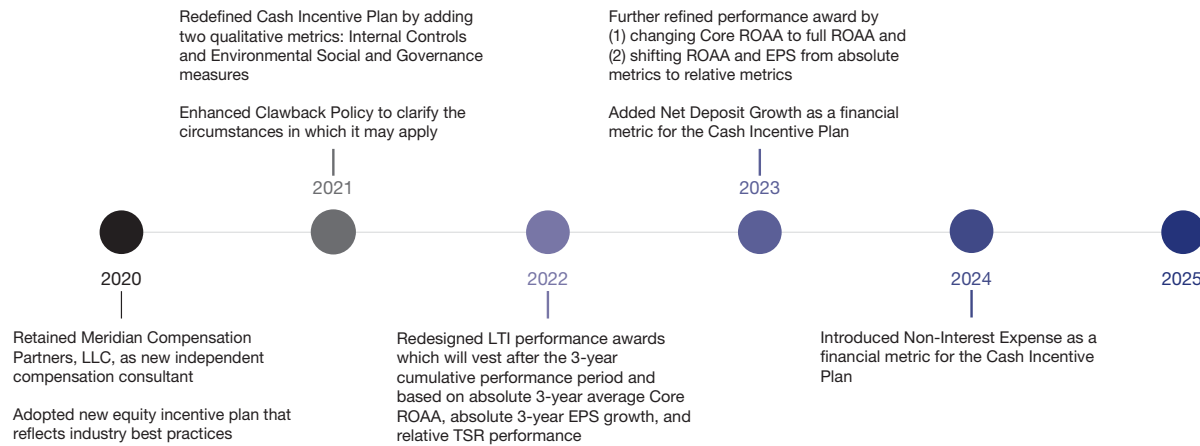 Redefined Cash Incentive Plan by adding
two qualitative metrics: Internal Controls
and Environmental Social and Governance
measures
Enhanced Clawback Policy to clarify the
circumstances in which it may apply
2021
Further refined performance award by
(1) changing Core ROAA to full ROAA and
(2) shifting ROAA and EPS from absolute
metrics to relative metrics
Added Net Deposit Growth as a financial
metric for the Cash Incentive Plan
2023
2020
Retained Meridian Compensation
Partners, LLC, as new independent
compensation consultant
Adopted new equity incentive plan that
reflects industry best practices
2022
Redesigned LTI performance awards
which will vest after the 3-year
cumulative performance period and
based on absolute 3-year average Core
ROAA, absolute 3-year EPS growth, and
relative TSR performance
2024
Introduced Non-Interest Expense as a
financial metric for the Cash Incentive
Plan
2025